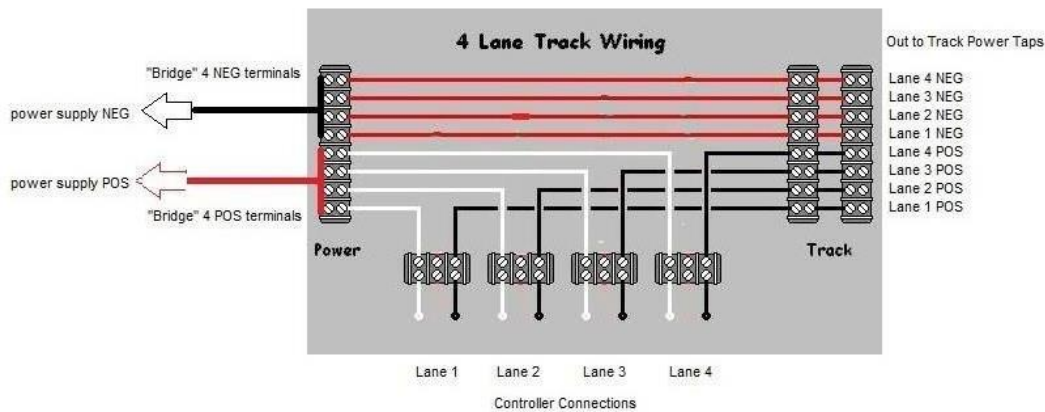 4 Lane Track Wiring
Out to Track Power Taps
"Bridge" 4 NEG terminals
power supply NEG
power supply POS
"Bridge" 4 POS terminals
Lane 4 NEG
Lane 3 NEG
Lane 2 NEG
Lane 1 NEG
Lane 4 POS
Lane 3 POS
Lane 2 POS
Lane 1 POS
Power
Track
Lane 1
Lane 2
Lane 3
Lane 4
Controller Connections